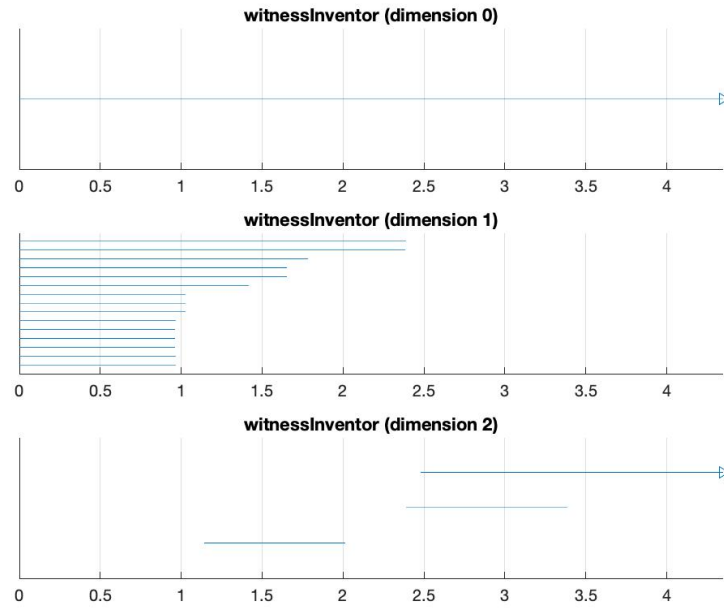 witnessInventor (dimension 0)
0 0.5 1 1.5 2 2.5 3 3.5 4
witnessInventor (dimension 1)
0 0.5 1 1.5 2 2.5 3 3.5 4
witnessInventor (dimension 2)
0 0.5 1 1.5 2 2.5 3 3.5 4